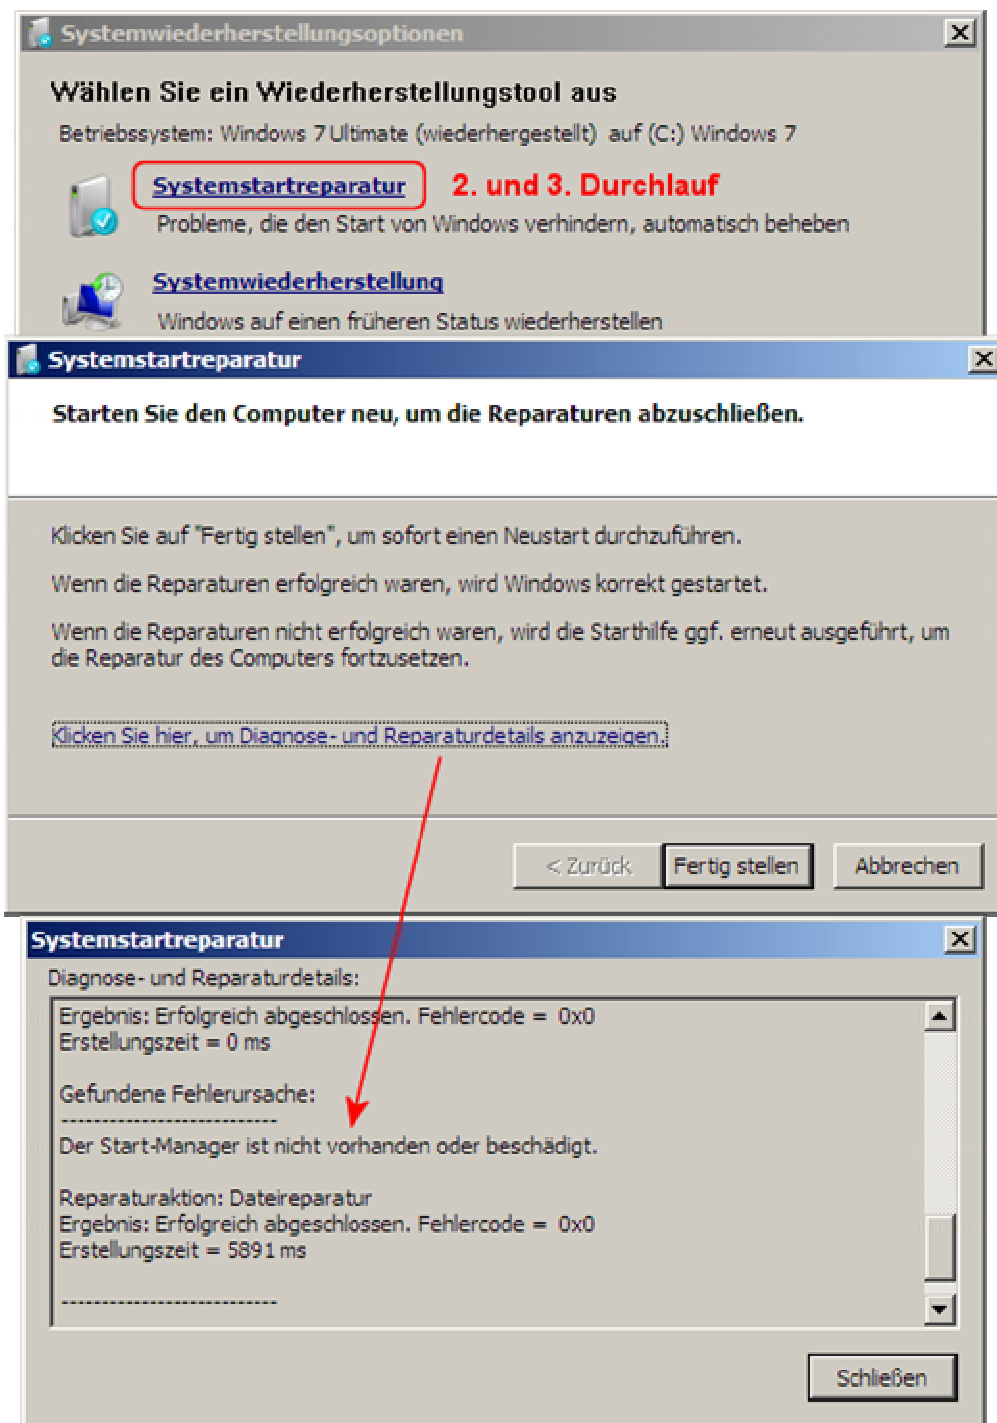 Systemwiederherstellungsoptionen
Wählen Sie ein Wiederherstellungstool aus
Betriebssystem: Windows 7 Ultimate (wiederhergestellt) auf (C:) Windows 7
Systemstartreparatur 2. und 3. Durchlauf
Probleme, die den Start von Windows verhindern, automatisch beheben
Systemwiederherstellung
Windows auf einen früheren Status wiederherstellen
Systemstartreparatur
Starten Sie den Computer neu, um die Reparaturen abzuschließen.
Klicken Sie auf "Fertig stellen", um sofort einen Neustart durchzuführen.
Wenn die Reparaturen erfolgreich waren, wird Windows korrekt gestartet.
Wenn die Reparaturen nicht erfolgreich waren, wird die Starthilfe ggf. erneut ausgeführt, um
die Reparatur des Computers fortzusetzen.
Klicken Sie hier, um Diagnose- und Reparaturdetails anzuzeigen.
< Zurück Fertig stellen Abbrechen
Systemstartreparatur
Diagnose- und Reparaturdetails:
Ergebnis: Erfolgreich abgeschlossen. Fehlercode = 0x0
Erstellungszeit = 0 ms
Gefundene Fehlerursache:
---------------------------
Der Start-Manager ist nicht vorhanden oder beschädigt.
Reparaturaktion: Dateireparatur
Ergebnis: Erfolgreich abgeschlossen. Fehlercode = 0x0
Erstellungszeit = 5891 ms
---------------------------
Schließen